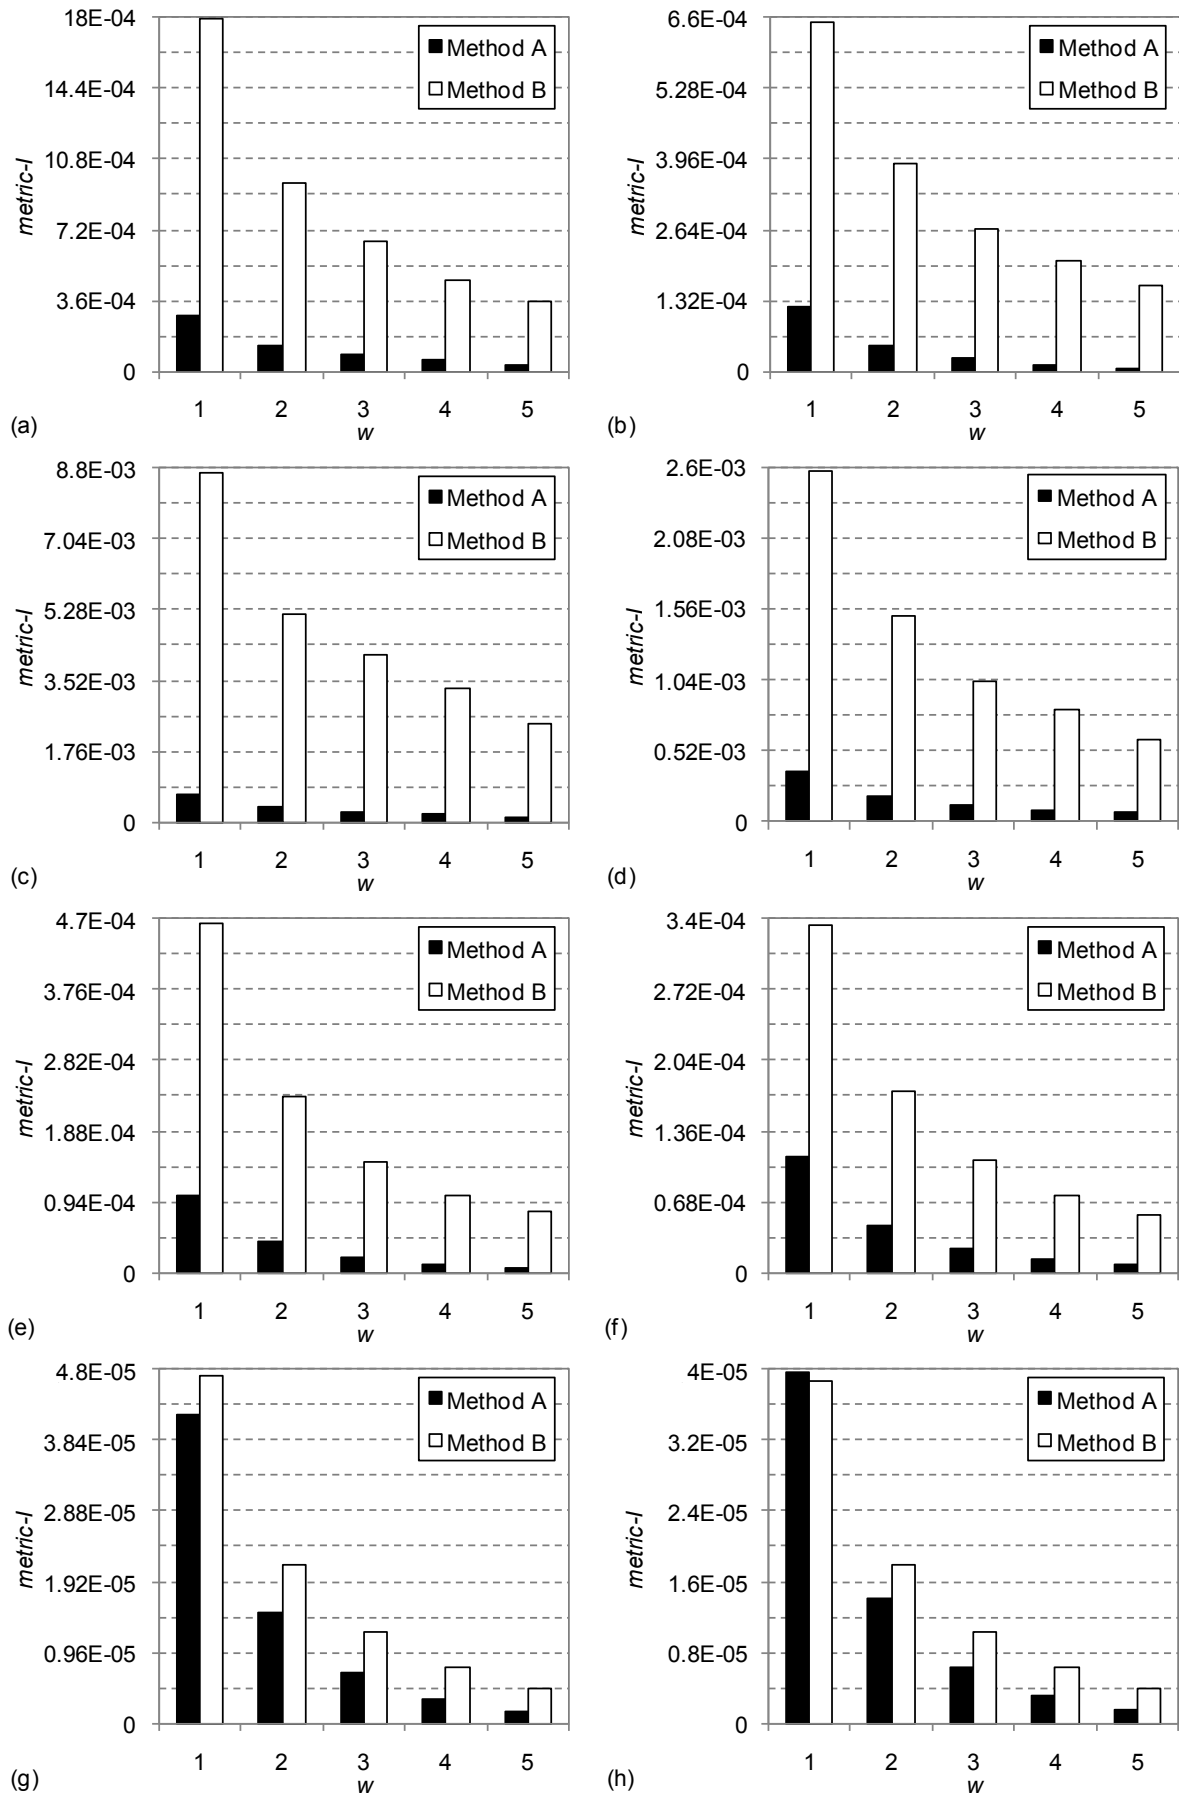 18E-04
14.4E-04
10.8E-04
7.2E-04
3.6E-04
0
metric-I
Method A
Method B
1 2 3 4 5
w
(a)
6.6E-04
5.28E-04
3.96E-04
2.64E-04
1.32E-04
0
metric-I
Method A
Method B
1 2 3 4 5
w
(b)
8.8E-03
7.04E-03
5.28E-03
3.52E-03
1.76E-03
0
metric-I
Method A
Method B
1 2 3 4 5
w
(c)
2.6E-03
2.08E-03
1.56E-03
1.04E-03
0.52E-03
0
metric-I
Method A
Method B
1 2 3 4 5
w
(d)
4.7E-04
3.76E-04
2.82E-04
1.88E.04
0.94E-04
0
metric-I
Method A
Method B
1 2 3 4 5
w
(e)
3.4E-04
2.72E-04
2.04E-04
1.36E-04
0.68E-04
0
metric-I
Method A
Method B
1 2 3 4 5
w
(f)
4.8E-05
3.84E-05
2.88E-05
1.92E-05
0.96E-05
0
metric-I
Method A
Method B
1 2 3 4 5
w
(g)
4E-05
3.2E-05
2.4E-05
1.6E-05
0.8E-05
0
metric-I
Method A
Method B
1 2 3 4 5
w
(h)